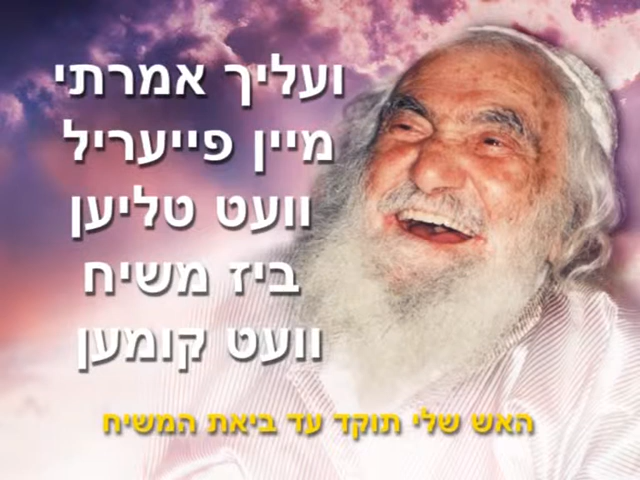 ועליך אמרתי
מיין פייעריל
וועט טליען
ביז משיח
וועט קומען
האש שלי תוקד עד ביאת המשיח